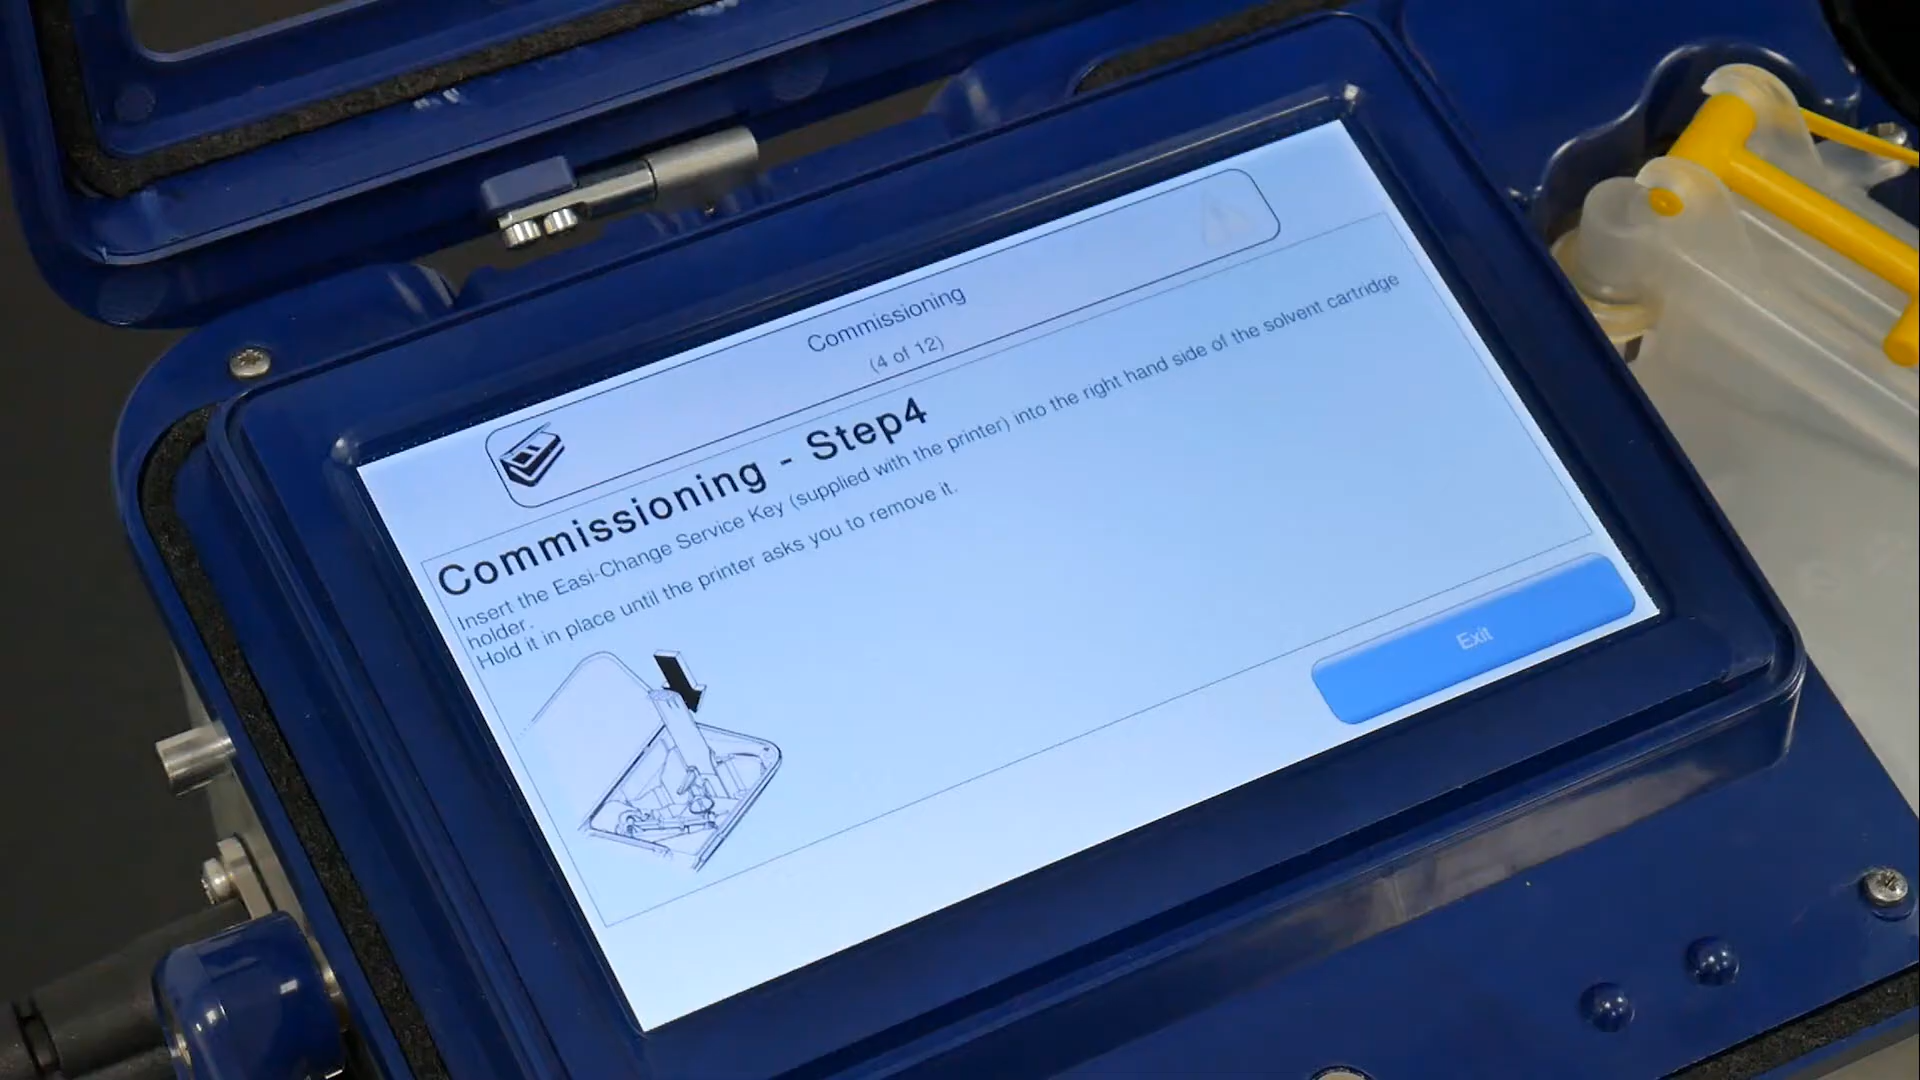 Commissioning
(4 of 12)
Commissioning - Step4
Insert the Easi-Change Service Key (supplied with the printer) into the right hand side of the solvent cartridge
holder.
Hold it in place until the printer asks you to remove it.
Exit